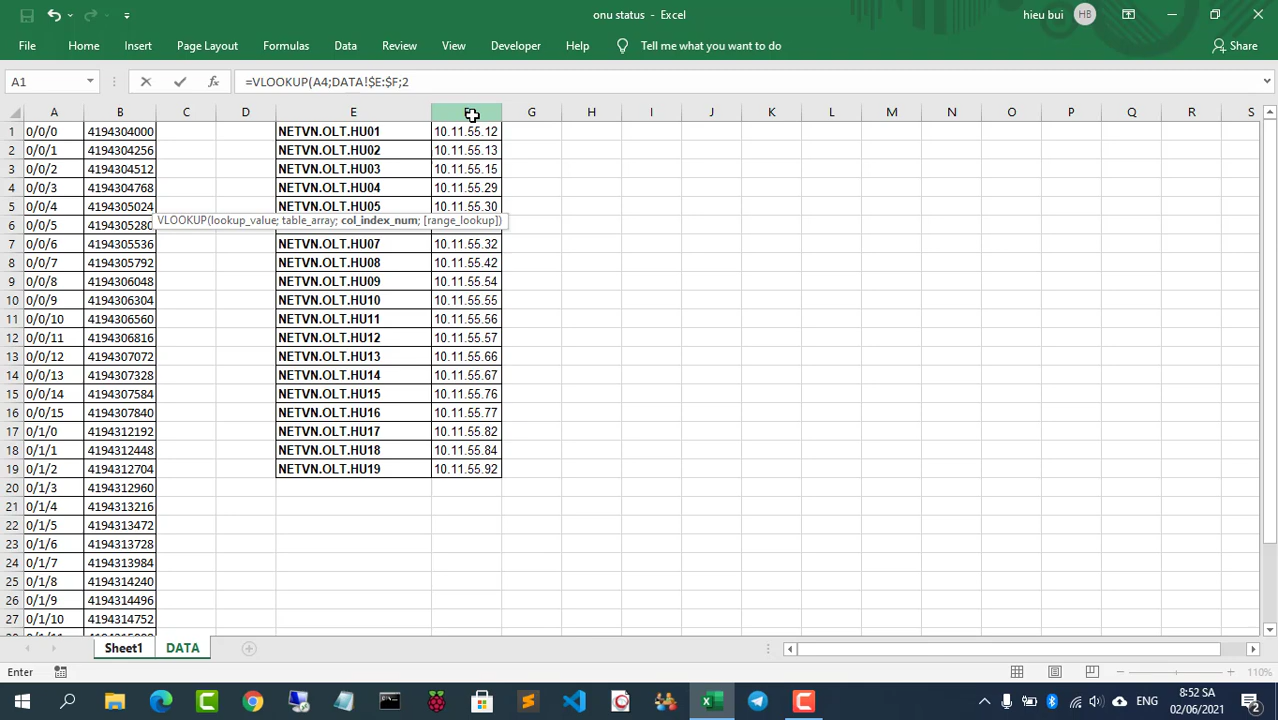 onu status - Excel
hieu bui HB
File Home Insert Page Layout Formulas Data Review View Developer Help Tell me what you want to do Share
A1 fx =VLOOKUP(A4;DATA!$E:$F;2
A B C D E G H I J K L M N O P Q R S
1 0/0/0 4194304000 NETVN.OLT.HU01 10.11.55.12
2 0/0/1 4194304256 NETVN.OLT.HU02 10.11.55.13
3 0/0/2 4194304512 NETVN.OLT.HU03 10.11.55.15
4 0/0/3 4194304768 NETVN.OLT.HU04 10.11.55.29
5 0/0/4 4194305024 NETVN.OLT.HU05 10.11.55.30
6 0/0/5 4194305280 VLOOKUP(lookup_value; table_array; col_index_num; [range_lookup])
7 0/0/6 4194305536 NETVN.OLT.HU07 10.11.55.32
8 0/0/7 4194305792 NETVN.OLT.HU08 10.11.55.42
9 0/0/8 4194306048 NETVN.OLT.HU09 10.11.55.54
10 0/0/9 4194306304 NETVN.OLT.HU10 10.11.55.55
11 0/0/10 4194306560 NETVN.OLT.HU11 10.11.55.56
12 0/0/11 4194306816 NETVN.OLT.HU12 10.11.55.57
13 0/0/12 4194307072 NETVN.OLT.HU13 10.11.55.66
14 0/0/13 4194307328 NETVN.OLT.HU14 10.11.55.67
15 0/0/14 4194307584 NETVN.OLT.HU15 10.11.55.76
16 0/0/15 4194307840 NETVN.OLT.HU16 10.11.55.77
17 0/1/0 4194312192 NETVN.OLT.HU17 10.11.55.82
18 0/1/1 4194312448 NETVN.OLT.HU18 10.11.55.84
19 0/1/2 4194312704 NETVN.OLT.HU19 10.11.55.92
20 0/1/3 4194312960
21 0/1/4 4194313216
22 0/1/5 4194313472
23 0/1/6 4194313728
24 0/1/7 4194313984
25 0/1/8 4194314240
26 0/1/9 4194314496
27 0/1/10 4194314752
Sheet1 DATA
Enter 110%
ENG 8:52 SA
02/06/2021 2